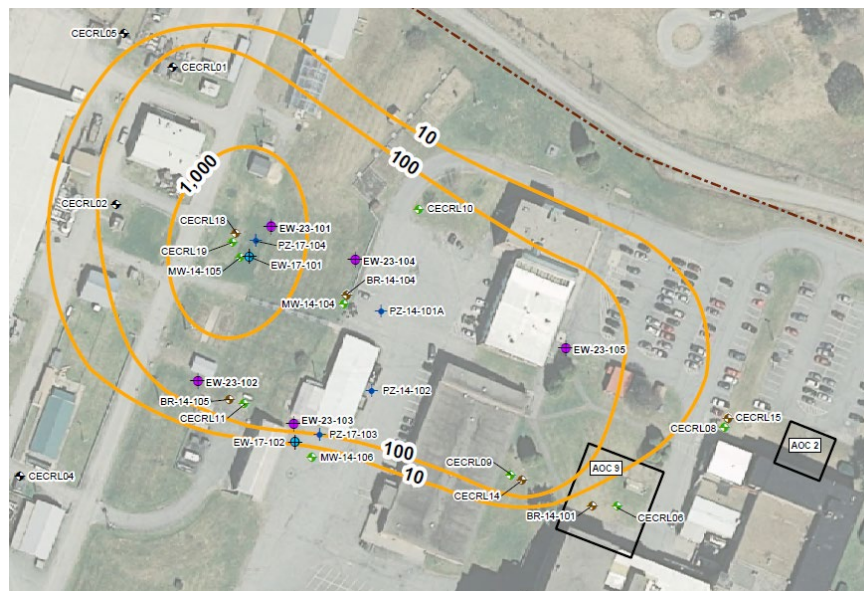 CECRL05
CECRL01
10
100
1,000
CECRL02
CECRL10
CECRL18
EW-23-101
CECRL19
PZ-17-104
MW-14-105
EW-17-101
EW-23-104
BR-14-104
MW-14-104
PZ-14-101A
EW-23-105
EW-23-102
PZ-14-102
BR-14-105
CECRL11
EW-23-103
CECRL15
CECRL08
PZ-17-103
EW-17-102
AOC 2
100
MW-14-106
10
CECRL09
AOC 9
CECRL04
CECRL14
BR-14-101
CECRL06